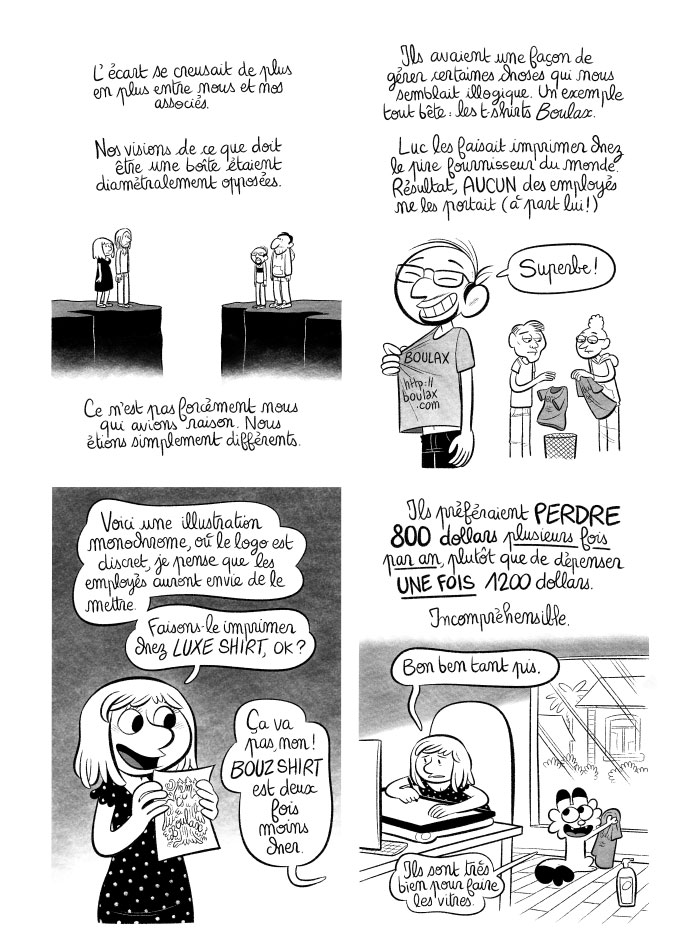 L'écart se creusait de plus
en plus entre nous et nos
associés.
Nos visions de ce que doit
être une boîte étaient
diamétralement opposées.
Ce n'est pas forcément nous
qui avions raison. Nous
étions simplement différents.
Ils avaient une façon de
gérer certaines choses qui nous
semblait illogique. Un exemple
tout bête : les t-shirts Boulax.
Luc les faisait imprimer chez
le pire fournisseur du monde.
Résultat, AUCUN des employés
ne les portait (à part lui!)
Superbe!
BOULAX
http://
boulax
.com
Voici une illustration
monochrome, où le logo est
discret, je pense que les
employés auront envie de le
mettre.
Faisons-le imprimer
chez LUXE SHIRT, OK?
Ça va
pas, non!
BOUZSHIRT
est deux
fois
moins
cher.
Boulax
Ils préféraient PERDRE
800 dollars plusieurs fois
par an, plutôt que de dépenser
UNE FOIS 1200 dollars.
Incompréhensible.
Bon ben tant pis.
Ils sont très
bien pour faire
les vitres.